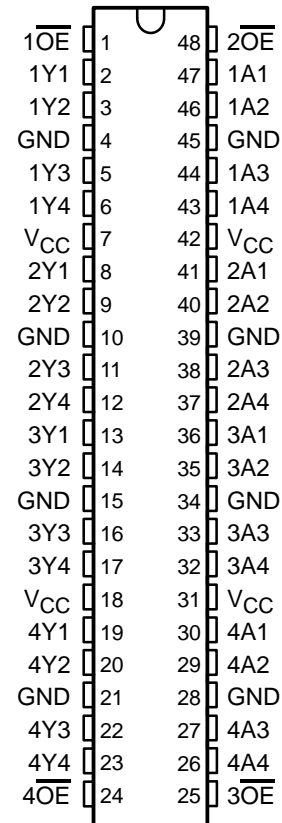 1O̅E̅ 1 48 2O̅E̅
1Y1 2 47 1A1
1Y2 3 46 1A2
GND 4 45 GND
1Y3 5 44 1A3
1Y4 6 43 1A4
VCC 7 42 VCC
2Y1 8 41 2A1
2Y2 9 40 2A2
GND 10 39 GND
2Y3 11 38 2A3
2Y4 12 37 2A4
3Y1 13 36 3A1
3Y2 14 35 3A2
GND 15 34 GND
3Y3 16 33 3A3
3Y4 17 32 3A4
VCC 18 31 VCC
4Y1 19 30 4A1
4Y2 20 29 4A2
GND 21 28 GND
4Y3 22 27 4A3
4Y4 23 26 4A4
4O̅E̅ 24 25 3O̅E̅